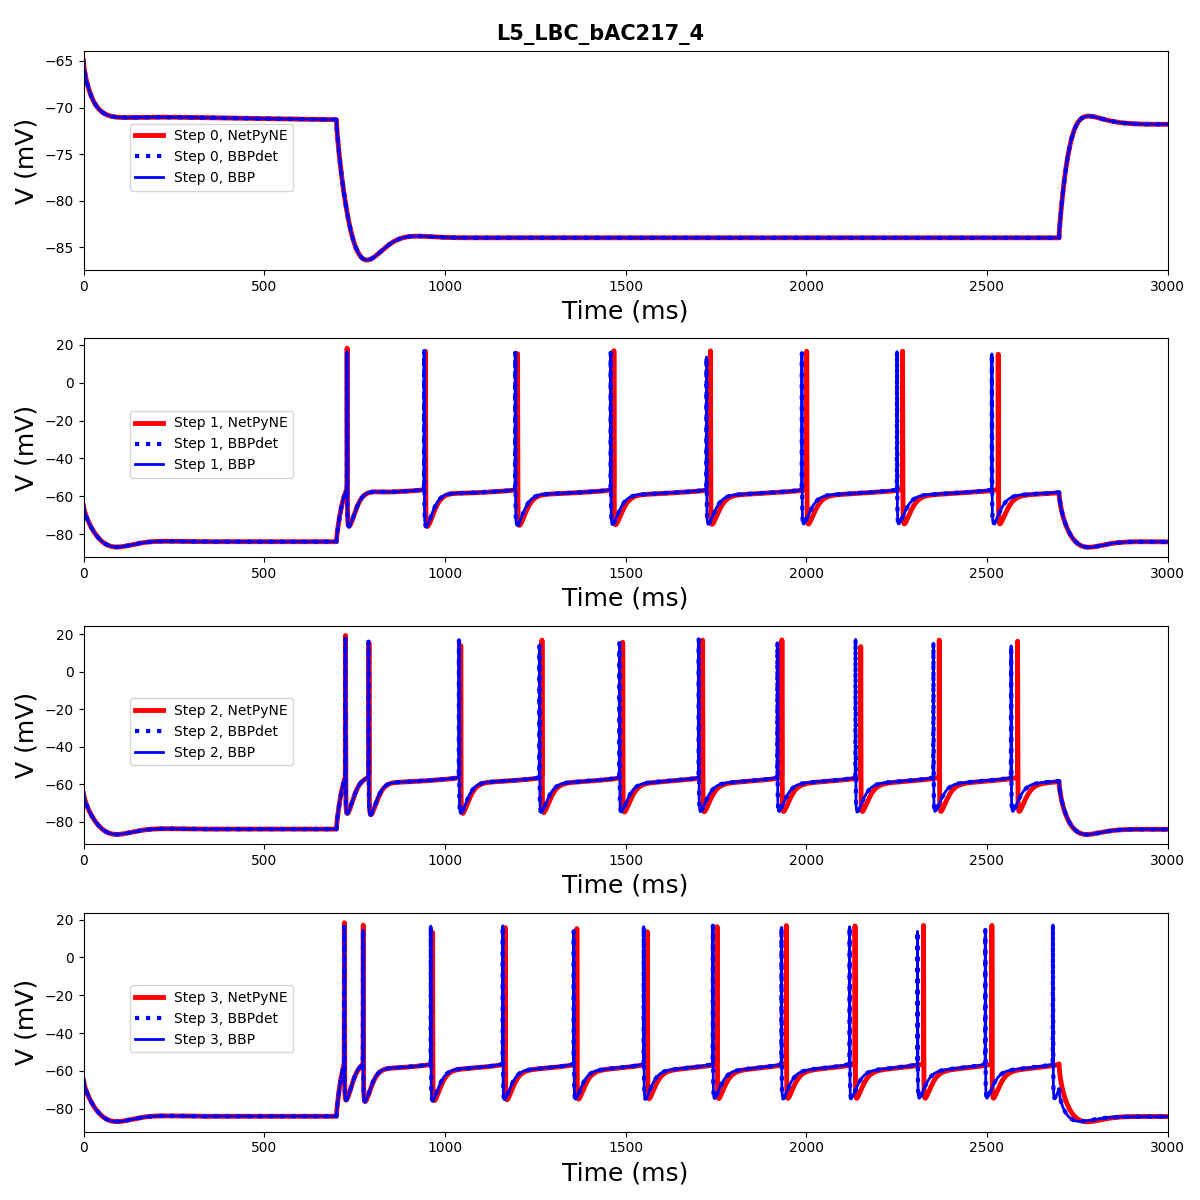 L5_LBC_bAC217_4
−65
−70
−75
−80
−85
V (mV)
Step 0, NetPyNE
Step 0, BBPdet
Step 0, BBP
0 500 1000 1500 2000 2500 3000
Time (ms)
20
0
−20
−40
−60
−80
V (mV)
Step 1, NetPyNE
Step 1, BBPdet
Step 1, BBP
0 500 1000 1500 2000 2500 3000
Time (ms)
20
0
−20
−40
−60
−80
V (mV)
Step 2, NetPyNE
Step 2, BBPdet
Step 2, BBP
0 500 1000 1500 2000 2500 3000
Time (ms)
20
0
−20
−40
−60
−80
V (mV)
Step 3, NetPyNE
Step 3, BBPdet
Step 3, BBP
0 500 1000 1500 2000 2500 3000
Time (ms)